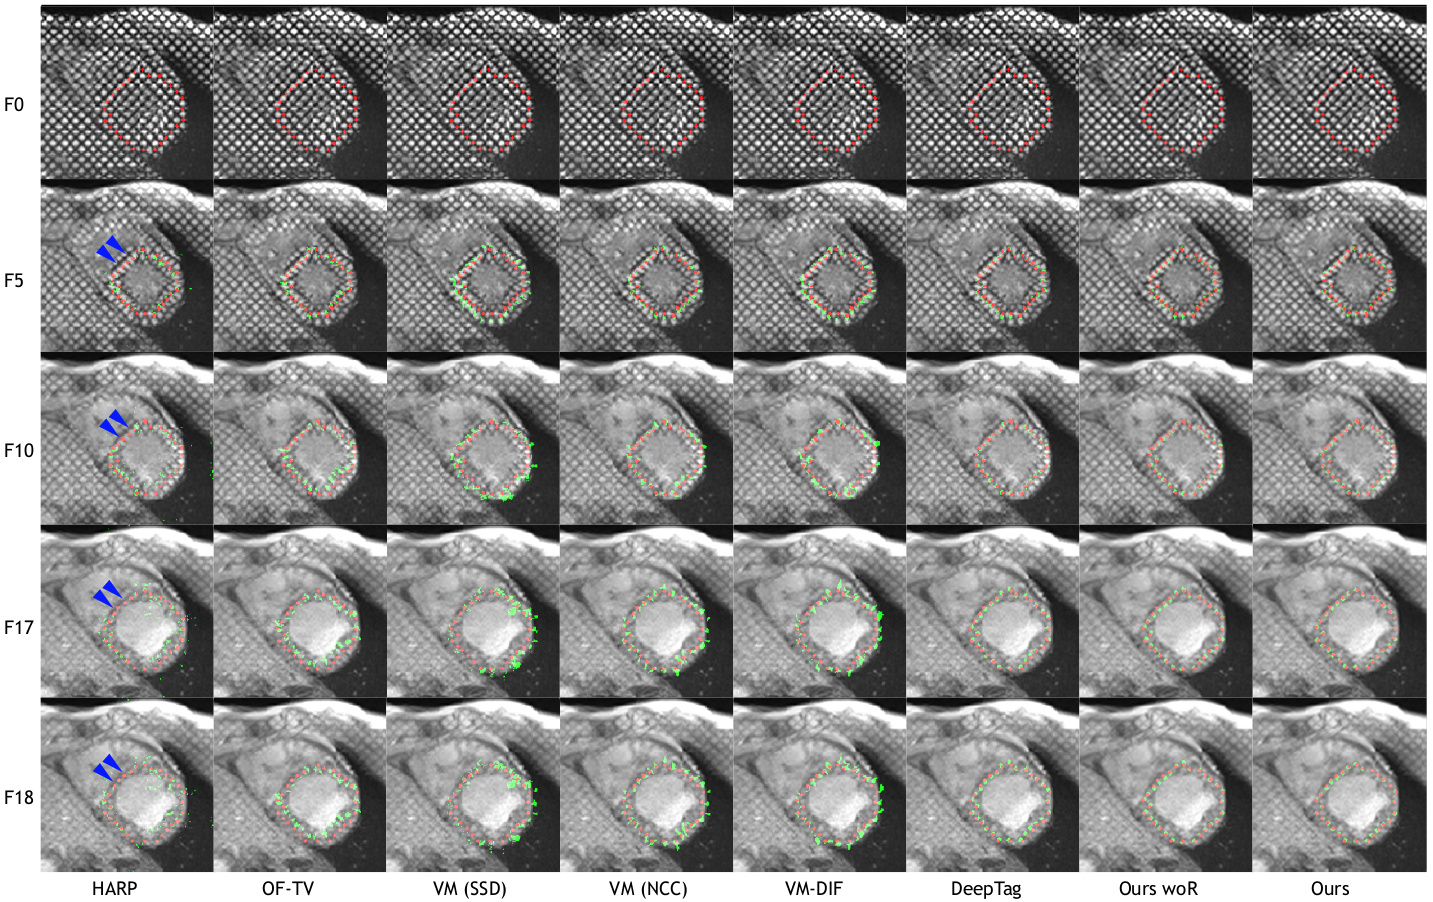 F0
F5
F10
F17
F18
HARP OF-TV VM (SSD) VM (NCC) VM-DIF DeepTag Ours woR Ours